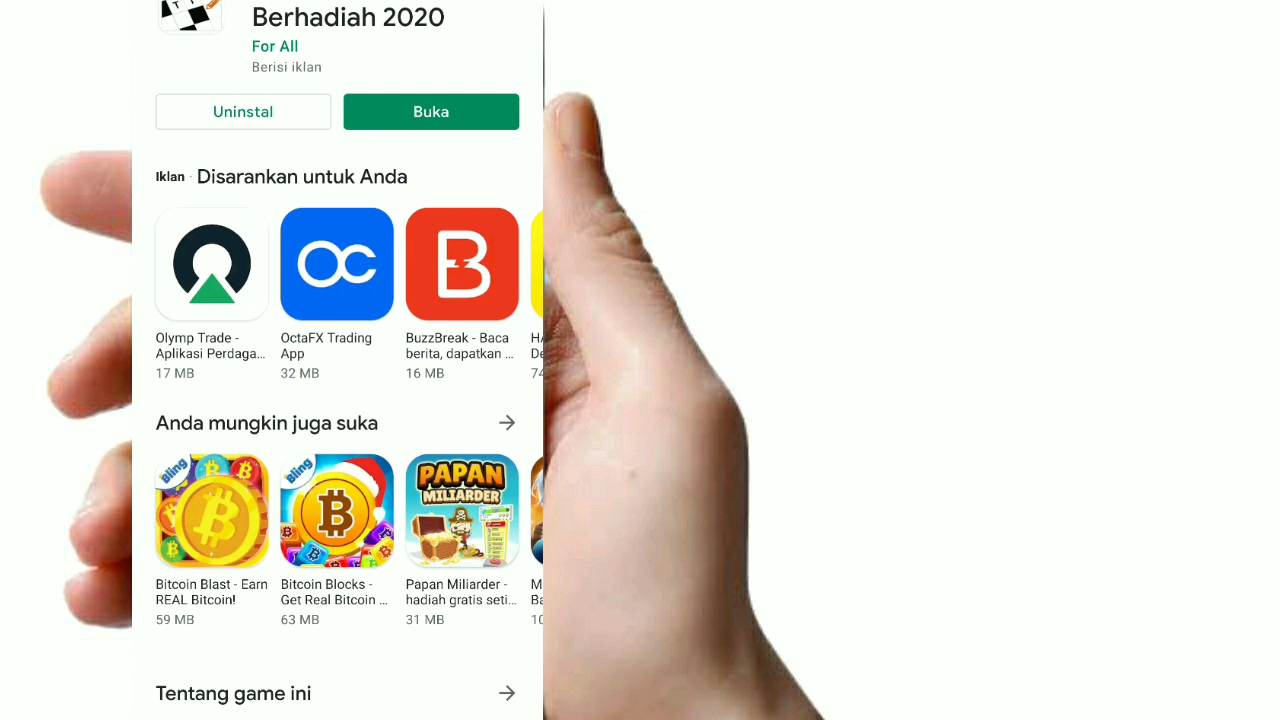 Berhadiah 2020
For All
Berisi iklan
Uninstal
Buka
Iklan · Disarankan untuk Anda
Olymp Trade -
Aplikasi Perdaga...
17 MB
OC
OctaFX Trading
App
32 MB
B
BuzzBreak - Baca
berita, dapatkan ...
16 MB
Anda mungkin juga suka
Bling
Bitcoin Blast - Earn
REAL Bitcoin!
59 MB
Bling
Bitcoin Blocks -
Get Real Bitcoin ...
63 MB
PAPAN
MILIARDER
Papan Miliarder -
hadiah gratis seti...
31 MB
Tentang game ini